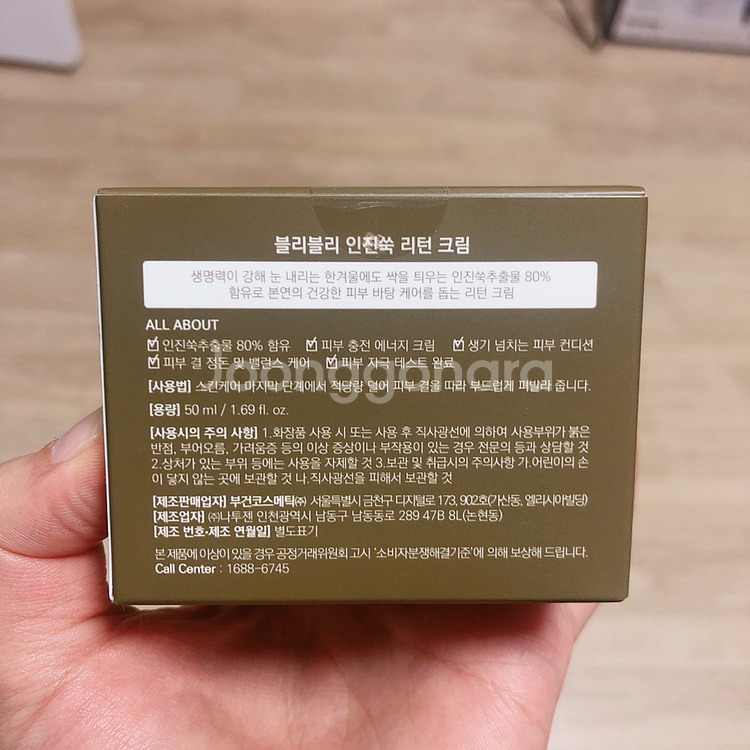 블리블리 인진쑥 리턴 크림
생명력이 강해 눈 내리는 한겨울에도 싹을 틔우는 인진쑥추출물 80%
함유로 본연의 건강한 피부 바탕 케어를 돕는 리턴 크림
ALL ABOUT
인진쑥추출물 80% 함유 피부 충전 에너지 크림 생기 넘치는 피부 컨디션
피부 결 정돈 및 밸런스 케어 피부 자극 테스트 완료
Joonggonara
[사용법] 스킨케어 마지막 단계에서 적당량 덜어 피부 결을 따라 부드럽게 펴발라 줍니다.
[용량] 50 ml / 1.69 fl. oz.
[사용시의 주의 사항] 1.화장품 사용 시 또는 사용 후 직사광선에 의하여 사용부위가 붉은
반점, 부어오름, 가려움증 등의 이상 증상이나 부작용이 있는 경우 전문의 등과 상담할 것
2.상처가 있는 부위 등에는 사용을 자제할 것 3.보관 및 취급시의 주의사항 가.어린이의 손
이 닿지 않는 곳에 보관할 것 나.직사광선을 피해서 보관할 것
[제조판매업자] 부건코스메틱㈜ 서울특별시 금천구 디지털로 173, 902호(가산동, 엘리시아빌딩)
[제조업자] ㈜나투젠 인천광역시 남동구 남동동로 289 47B 8L(논현동)
[제조 번호·제조 연월일] 별도표기
본 제품에 이상이 있을 경우 공정거래위원회 고시 '소비자분쟁해결기준'에 의해 보상해 드립니다.
Call Center : 1688-6745